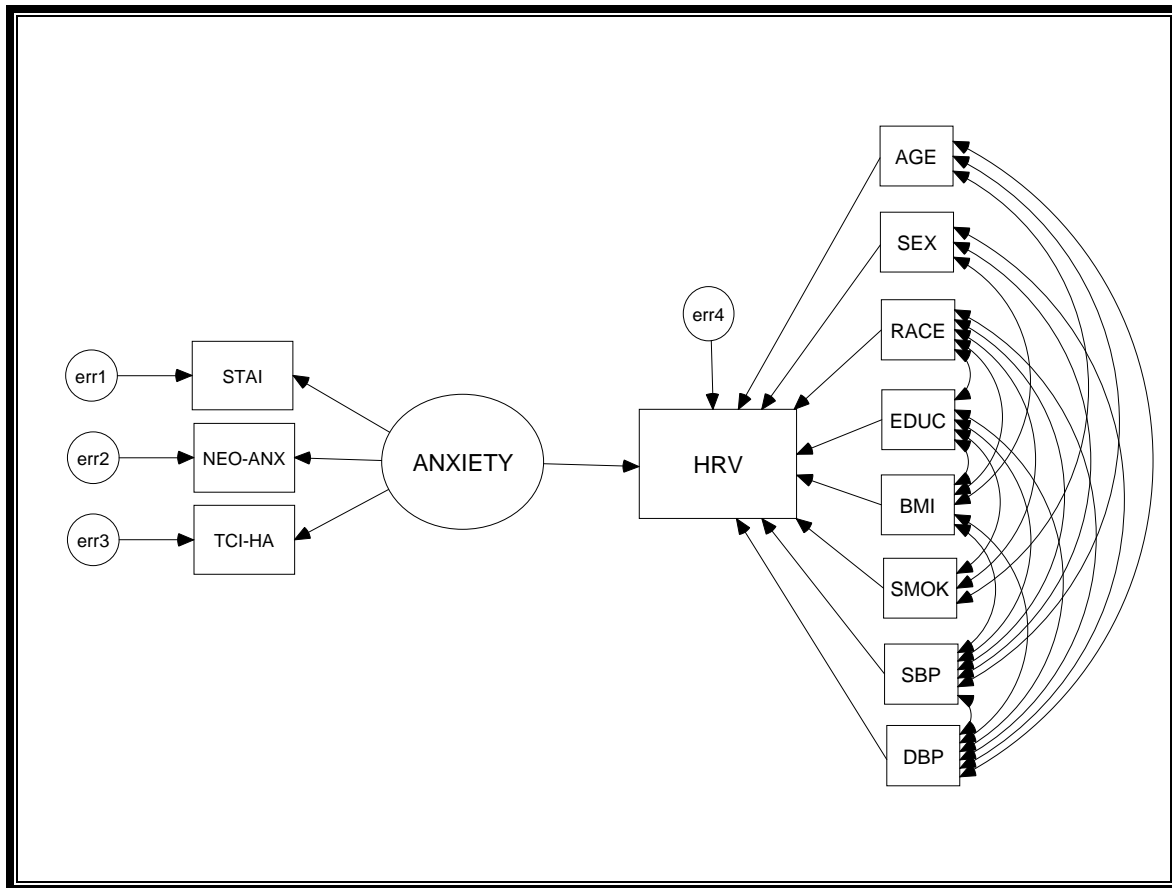 AGE
SEX
err4
RACE
err1
STAI
EDUC
err2
NEO-ANX
ANXIETY
HRV
BMI
err3
TCI-HA
SMOK
SBP
DBP